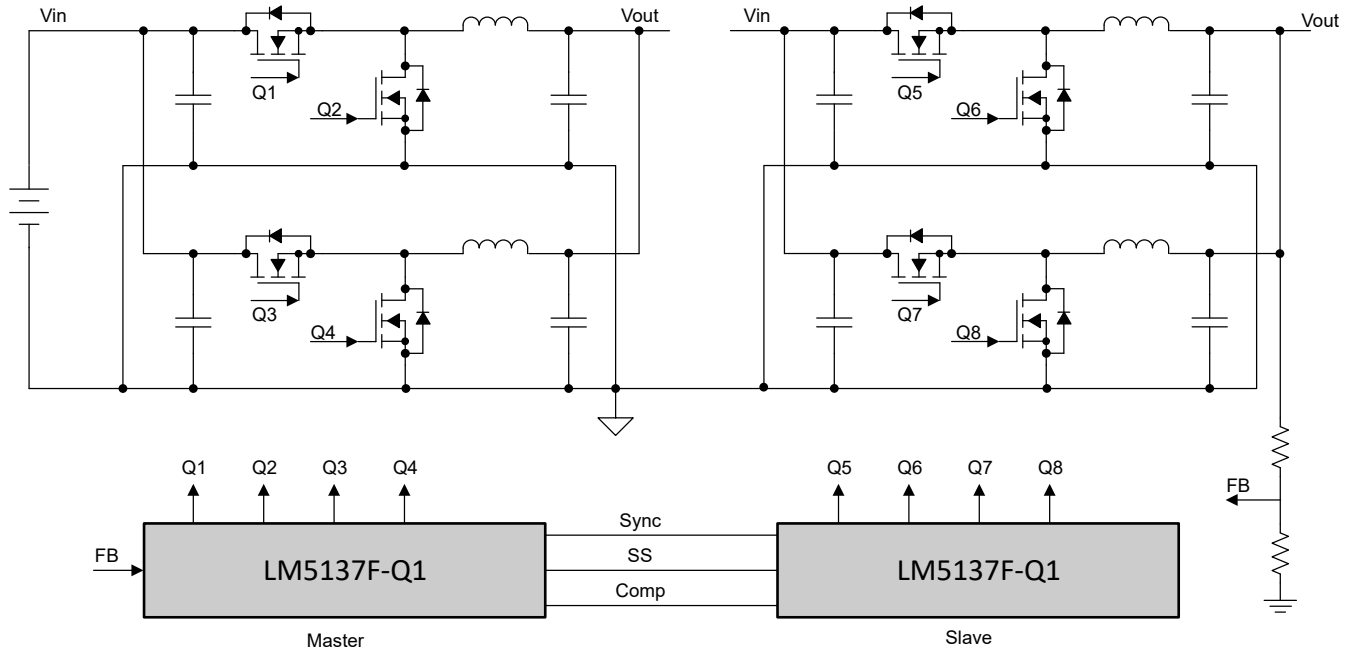 Vin
Vout
Vin
Vout
Q1
Q2
Q5
Q6
Q3
Q4
Q7
Q8
Q1 Q2 Q3 Q4
Q5 Q6 Q7 Q8
FB
Sync
FB
LM5137F-Q1
SS
LM5137F-Q1
Comp
Master
Slave